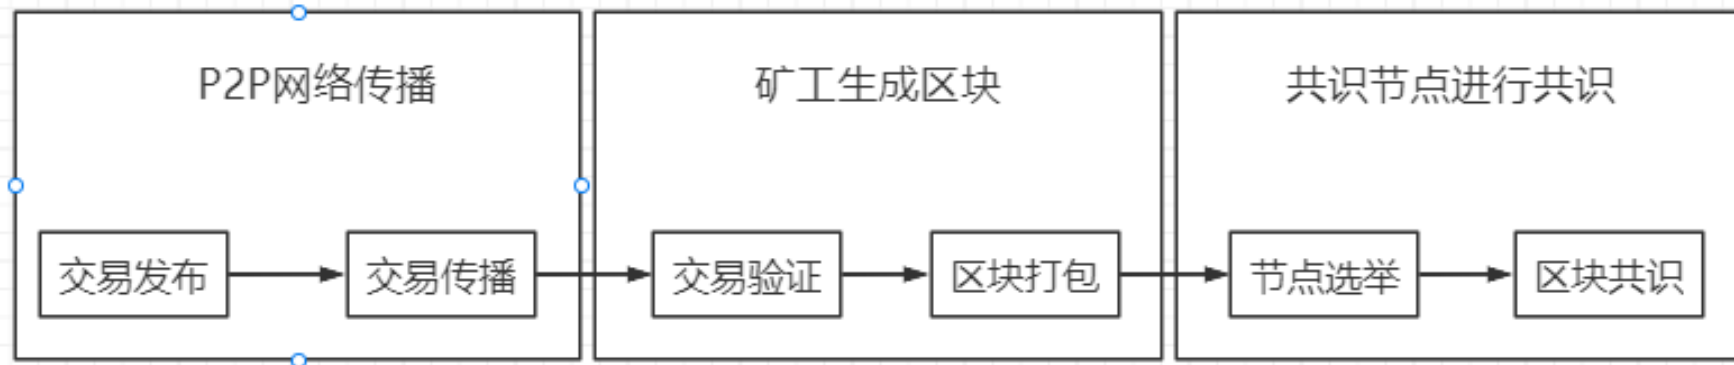 P2P网络传播
矿工生成区块
共识节点进行共识
交易发布
交易传播
交易验证
区块打包
节点选举
区块共识